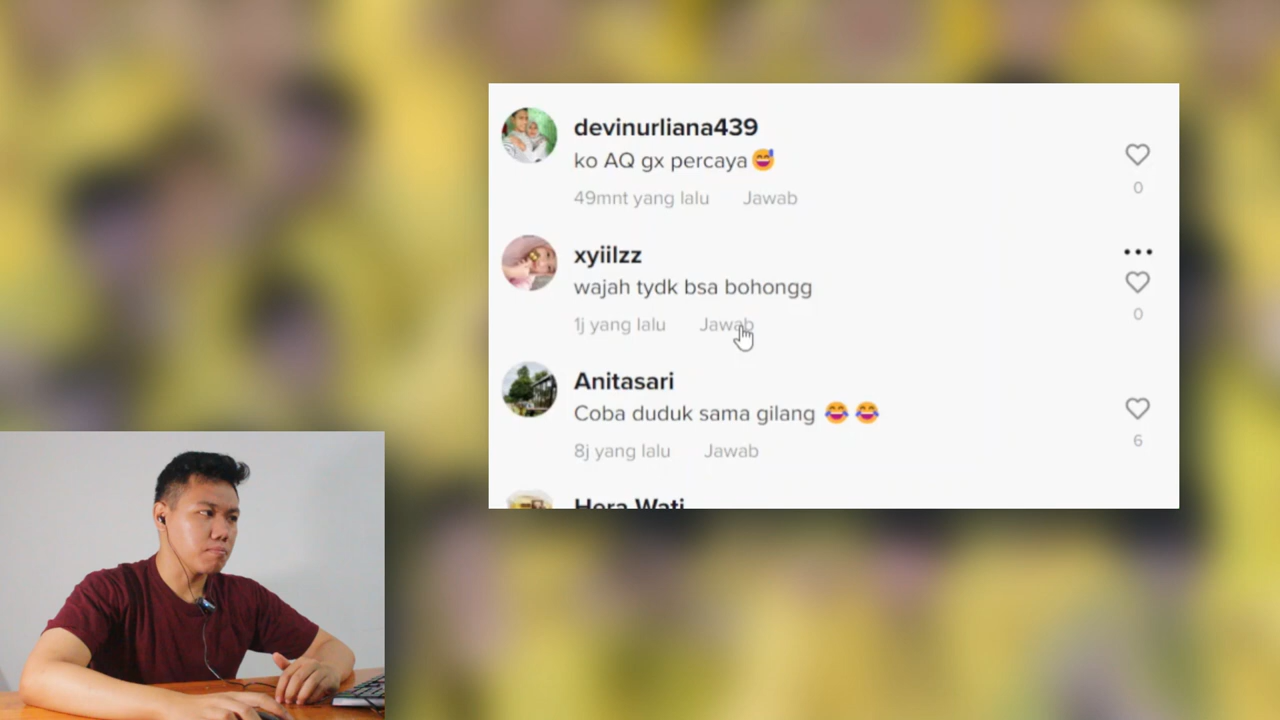 devinurliana439
ko AQ gx percaya 😅
0
49mnt yang lalu Jawab
xyiilzz
wajah tydk bsa bohongg
0
1j yang lalu Jawab
Anitasari
Coba duduk sama gilang 😂 😂
6
8j yang lalu Jawab
Hera Wati